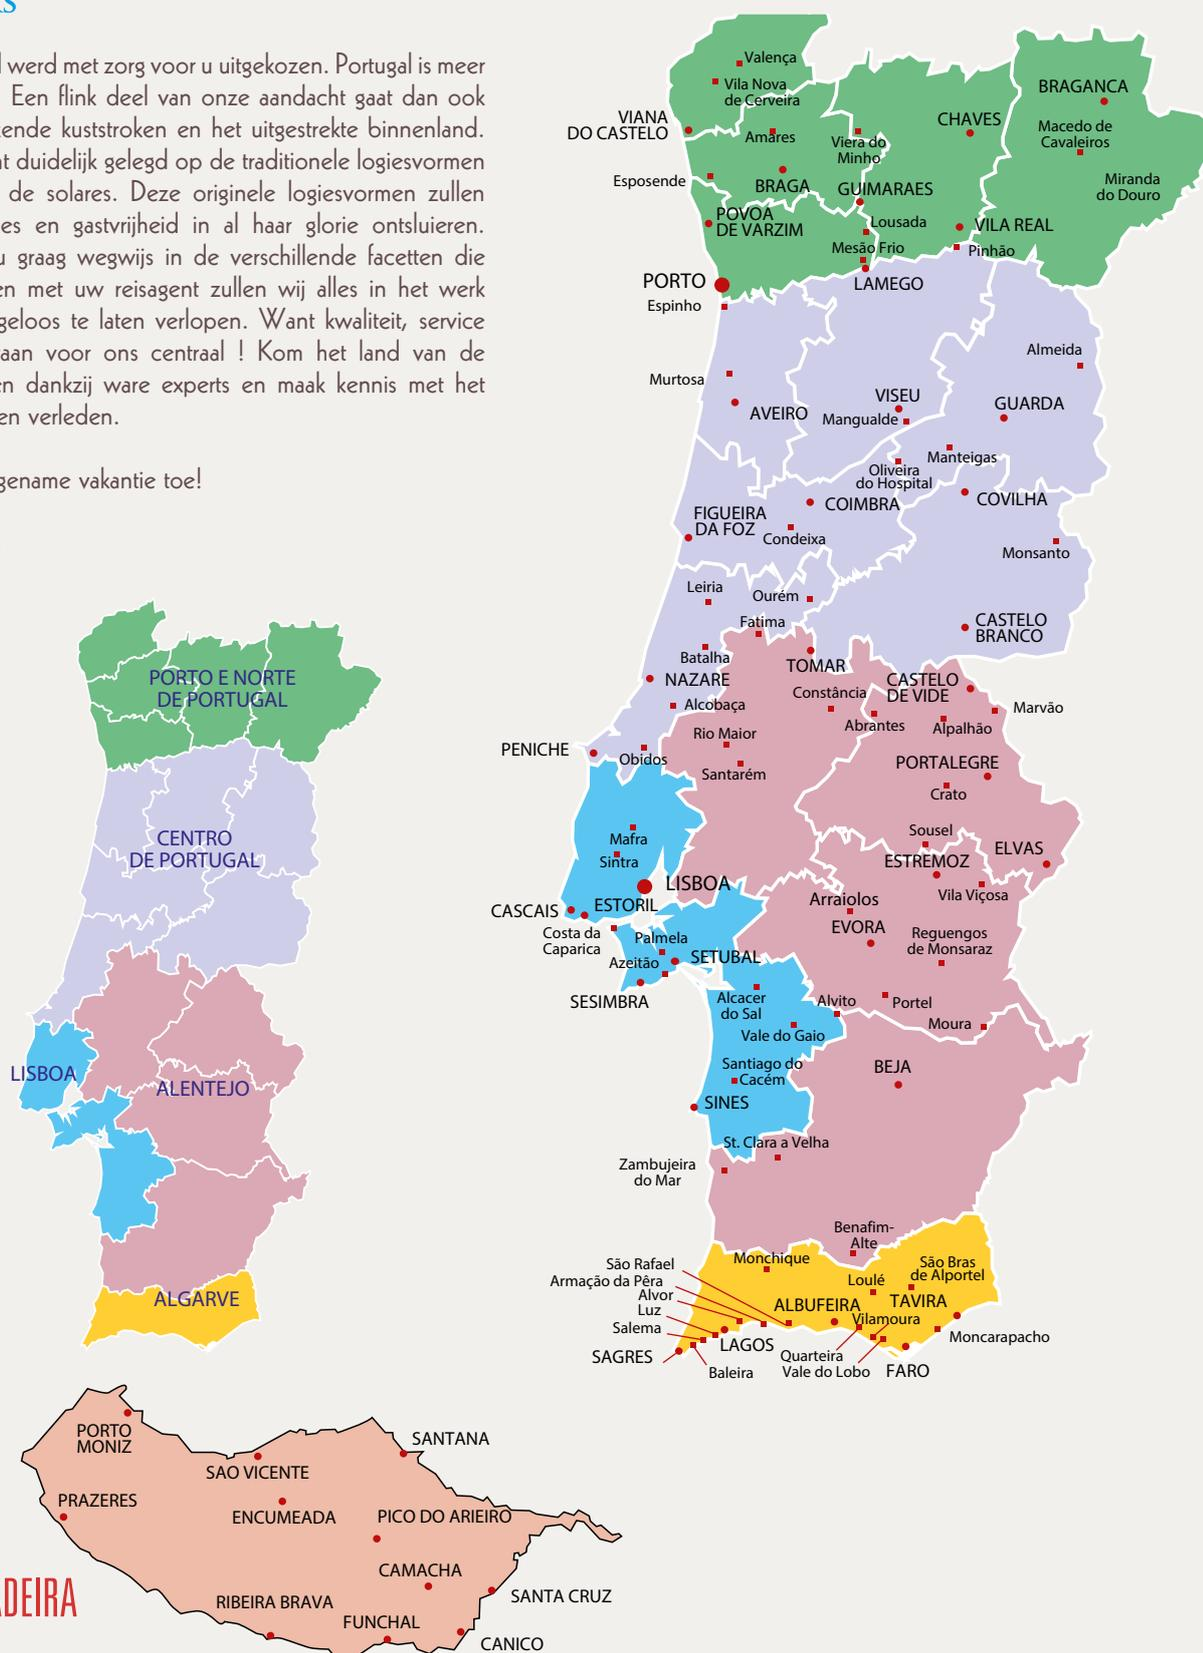 l werd met zorg voor u uitgekozen. Portugal is meer
Een flink deel van onze aandacht gaat dan ook
ende kuststroken en het uitgestrekte binnenland.
t duidelijk gelegd op de traditionele logiesvormen
de solares. Deze originele logiesvormen zullen
es en gastvrijheid in al haar glorie ontsluieren.
u graag wegwijs in de verschillende facetten die
en met uw reisagent zullen wij alles in het werk
geloos te laten verlopen. Want kwaliteit, service
aan voor ons centraal ! Kom het land van de
en dankzij ware experts en maak kennis met het
en verleden.
gename vakantie toe!
Valença
Vila Nova
de Cerveira
VIANA
DO CASTELO
Amares
Viera do
Minho
CHAVES
BRAGANCA
Macedo de
Cavaleiros
Miranda
do Douro
Esposende
BRAGA
GUIMARAES
POVOA
DE VARZIM
Lousada
VILA REAL
Mesão Frio
Pinhão
PORTO
LAMEGO
Espinho
Almeida
Murtosa
VISEU
GUARDA
AVEIRO
Mangualde
Manteigas
Oliveira
do Hospital
COVILHA
COIMBRA
FIGUEIRA
DA FOZ
Condeixa
Monsanto
Leiria
Ourém
Fatima
CASTELO
BRANCO
Batalha
TOMAR
NAZARE
Constância
CASTELO
DE VIDE
Alcobaça
Abrantes
Alpalhão
Marvão
Rio Maior
PENICHE
Obidos
Santarém
PORTALEGRE
Crato
Mafra
Sintra
Sousel
ESTREMOZ
ELVAS
LISBOA
Vila Viçosa
CASCAIS
ESTORIL
Arraiolos
EVORA
Costa da
Caparica
Palmela
Reguengos
de Monsaraz
Azeitão
SETUBAL
SESIMBRA
Alcacer
do Sal
Alvito
Portel
Vale do Gaio
Moura
Santiago do
Cacém
BEJA
SINES
St. Clara a Velha
Zambujeira
do Mar
Benafim-
Alte
São Rafael
Monchique
São Bras
de Alportel
Armação da Pêra
Loulé
Alvor
Luz
ALBUFEIRA
TAVIRA
Vilamoura
Salema
LAGOS
Moncarapacho
SAGRES
Quarteira
Baleira
Vale do Lobo
FARO
PORTO E NORTE
DE PORTUGAL
CENTRO
DE PORTUGAL
LISBOA
ALENTEJO
ALGARVE
PORTO
MONIZ
SANTANA
SAO VICENTE
PRAZERES
ENCUMEADA
PICO DO ARIEIRO
CAMACHA
SANTA CRUZ
RIBEIRA BRAVA
FUNCHAL
CANICO
DEIRA